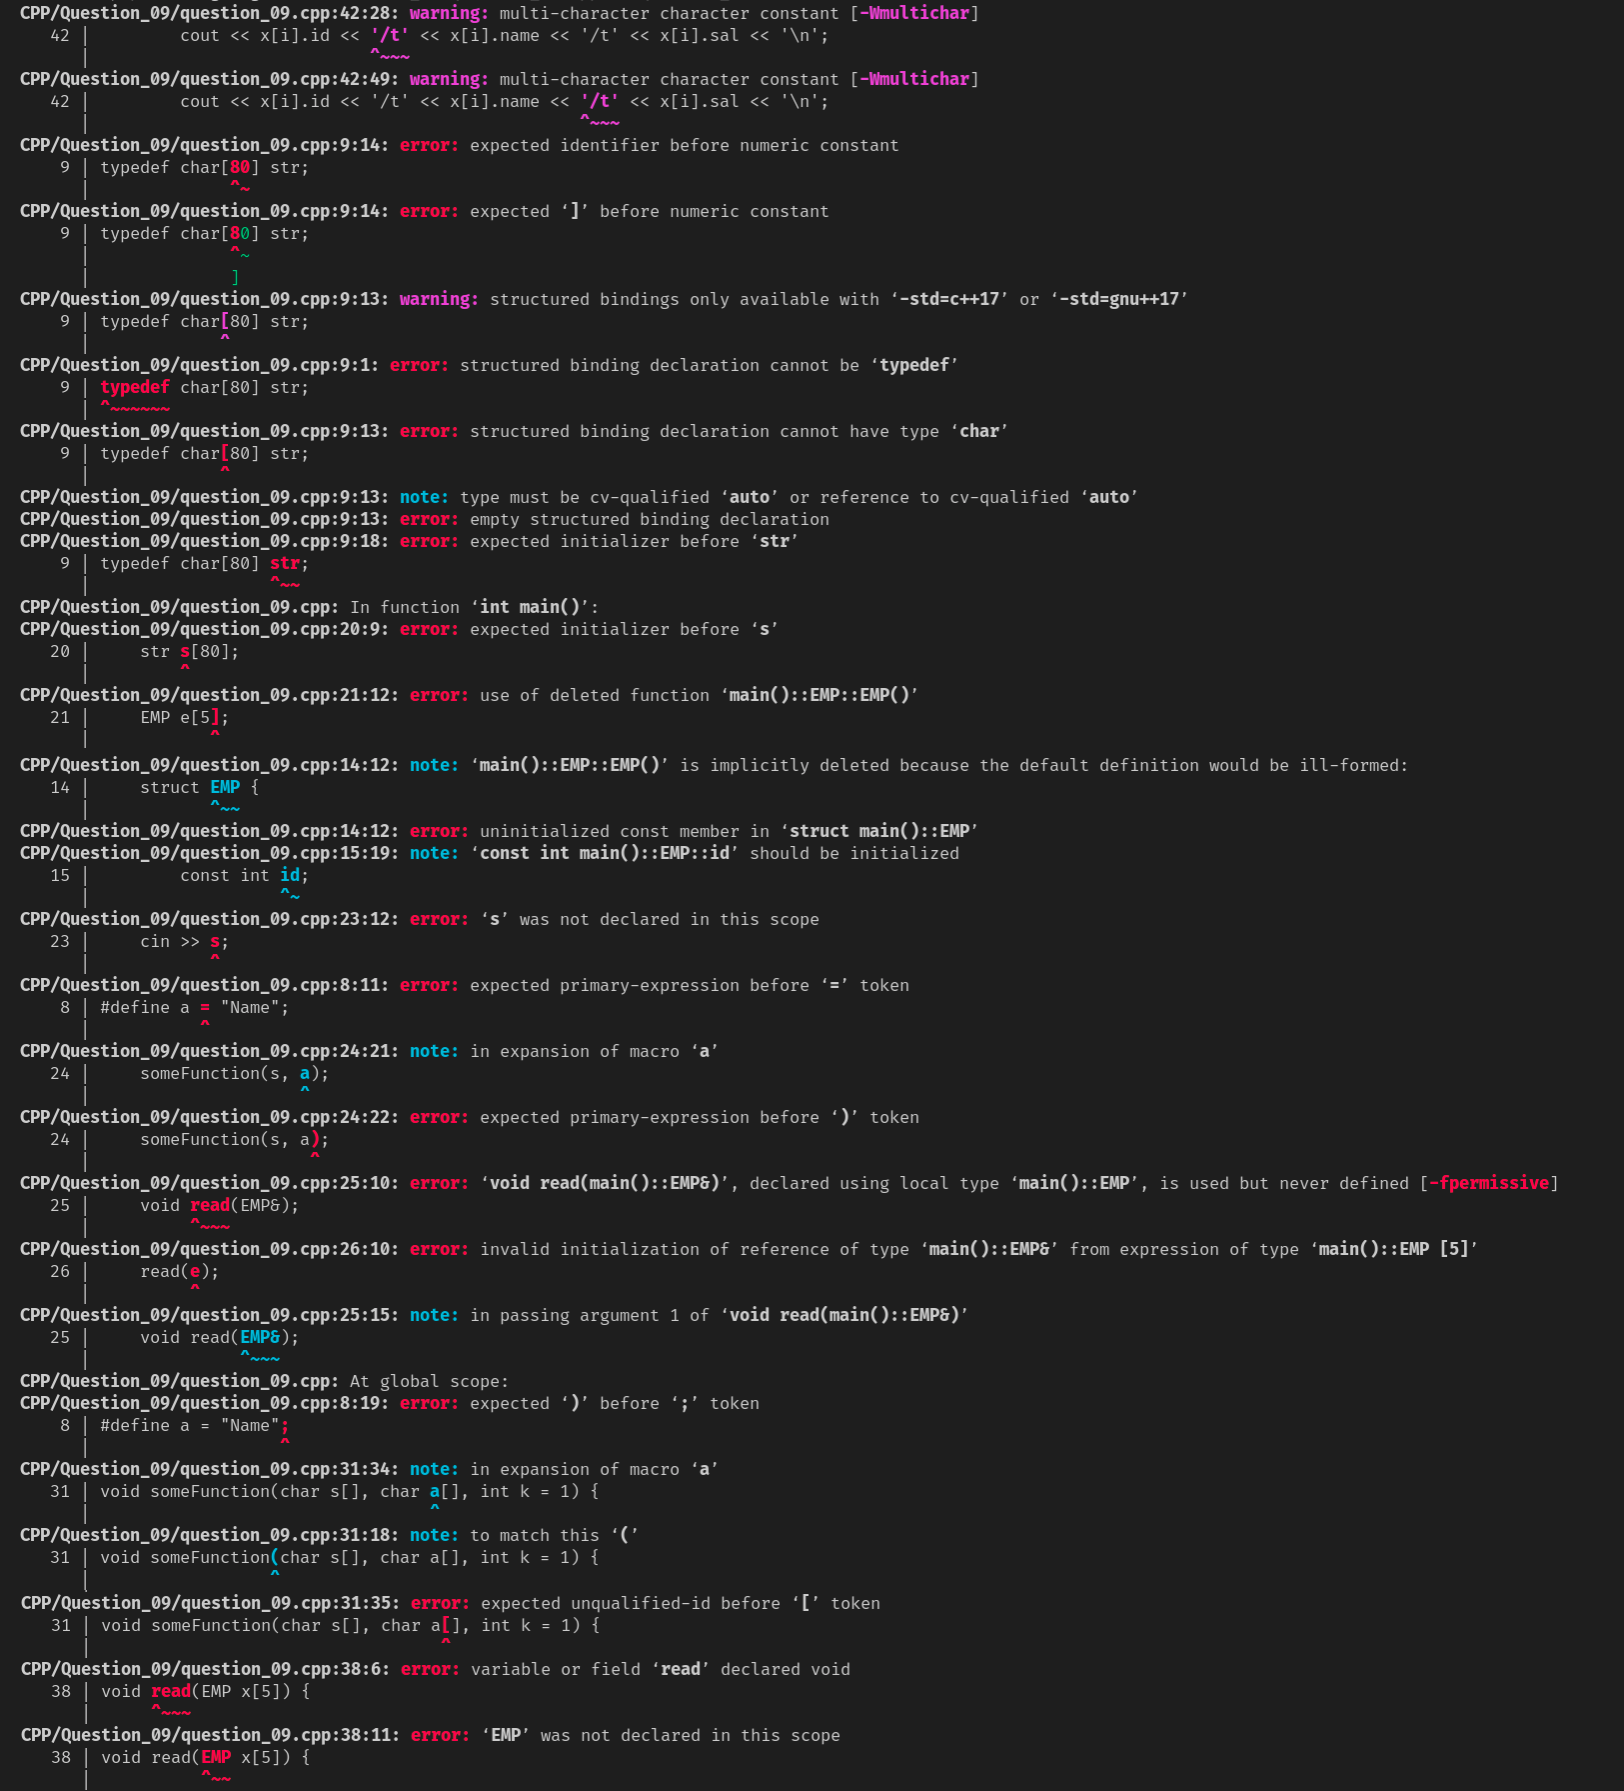 CPP/Question_09/question_09.cpp:42:28: warning: multi-character character constant [-Wmultichar]
   42 |         cout << x[i].id << '/t' << x[i].name << '/t' << x[i].sal << '\n';
      |                            ^~~~
CPP/Question_09/question_09.cpp:42:49: warning: multi-character character constant [-Wmultichar]
   42 |         cout << x[i].id << '/t' << x[i].name << '/t' << x[i].sal << '\n';
      |                                                 ^~~~
CPP/Question_09/question_09.cpp:9:14: error: expected identifier before numeric constant
    9 | typedef char[80] str;
      |              ^~
CPP/Question_09/question_09.cpp:9:14: error: expected ‘]’ before numeric constant
    9 | typedef char[80] str;
      |              ^~
      |              ]
CPP/Question_09/question_09.cpp:9:13: warning: structured bindings only available with ‘-std=c++17’ or ‘-std=gnu++17’
    9 | typedef char[80] str;
      |             ^
CPP/Question_09/question_09.cpp:9:1: error: structured binding declaration cannot be ‘typedef’
    9 | typedef char[80] str;
      | ^~~~~~~
CPP/Question_09/question_09.cpp:9:13: error: structured binding declaration cannot have type ‘char’
    9 | typedef char[80] str;
      |             ^
CPP/Question_09/question_09.cpp:9:13: note: type must be cv-qualified ‘auto’ or reference to cv-qualified ‘auto’
CPP/Question_09/question_09.cpp:9:13: error: empty structured binding declaration
CPP/Question_09/question_09.cpp:9:18: error: expected initializer before ‘str’
    9 | typedef char[80] str;
      |                  ^~~
CPP/Question_09/question_09.cpp: In function ‘int main()’:
CPP/Question_09/question_09.cpp:20:9: error: expected initializer before ‘s’
   20 |     str s[80];
      |         ^
CPP/Question_09/question_09.cpp:21:12: error: use of deleted function ‘main()::EMP::EMP()’
   21 |     EMP e[5];
      |            ^
CPP/Question_09/question_09.cpp:14:12: note: ‘main()::EMP::EMP()’ is implicitly deleted because the default definition would be ill-formed:
   14 |     struct EMP {
      |            ^~~
CPP/Question_09/question_09.cpp:14:12: error: uninitialized const member in ‘struct main()::EMP’
CPP/Question_09/question_09.cpp:15:19: note: ‘const int main()::EMP::id’ should be initialized
   15 |         const int id;
      |                   ^~
CPP/Question_09/question_09.cpp:23:12: error: ‘s’ was not declared in this scope
   23 |     cin >> s;
      |            ^
CPP/Question_09/question_09.cpp:8:11: error: expected primary-expression before ‘=’ token
    8 | #define a = "Name";
      |           ^
CPP/Question_09/question_09.cpp:24:21: note: in expansion of macro ‘a’
   24 |     someFunction(s, a);
      |                     ^
CPP/Question_09/question_09.cpp:24:22: error: expected primary-expression before ‘)’ token
   24 |     someFunction(s, a);
      |                      ^
CPP/Question_09/question_09.cpp:25:10: error: ‘void read(main()::EMP&)’, declared using local type ‘main()::EMP’, is used but never defined [-fpermissive]
   25 |     void read(EMP&);
      |          ^~~~
CPP/Question_09/question_09.cpp:26:10: error: invalid initialization of reference of type ‘main()::EMP&’ from expression of type ‘main()::EMP [5]’
   26 |     read(e);
      |          ^
CPP/Question_09/question_09.cpp:25:15: note: in passing argument 1 of ‘void read(main()::EMP&)’
   25 |     void read(EMP&);
      |               ^~~~
CPP/Question_09/question_09.cpp: At global scope:
CPP/Question_09/question_09.cpp:8:19: error: expected ‘)’ before ‘;’ token
    8 | #define a = "Name";
      |                   ^
CPP/Question_09/question_09.cpp:31:34: note: in expansion of macro ‘a’
   31 | void someFunction(char s[], char a[], int k = 1) {
      |                                  ^
CPP/Question_09/question_09.cpp:31:18: note: to match this ‘(’
   31 | void someFunction(char s[], char a[], int k = 1) {
      |                  ^
CPP/Question_09/question_09.cpp:31:35: error: expected unqualified-id before ‘[’ token
   31 | void someFunction(char s[], char a[], int k = 1) {
      |                                   ^
CPP/Question_09/question_09.cpp:38:6: error: variable or field ‘read’ declared void
   38 | void read(EMP x[5]) {
      |      ^~~~
CPP/Question_09/question_09.cpp:38:11: error: ‘EMP’ was not declared in this scope
   38 | void read(EMP x[5]) {
      |           ^~~